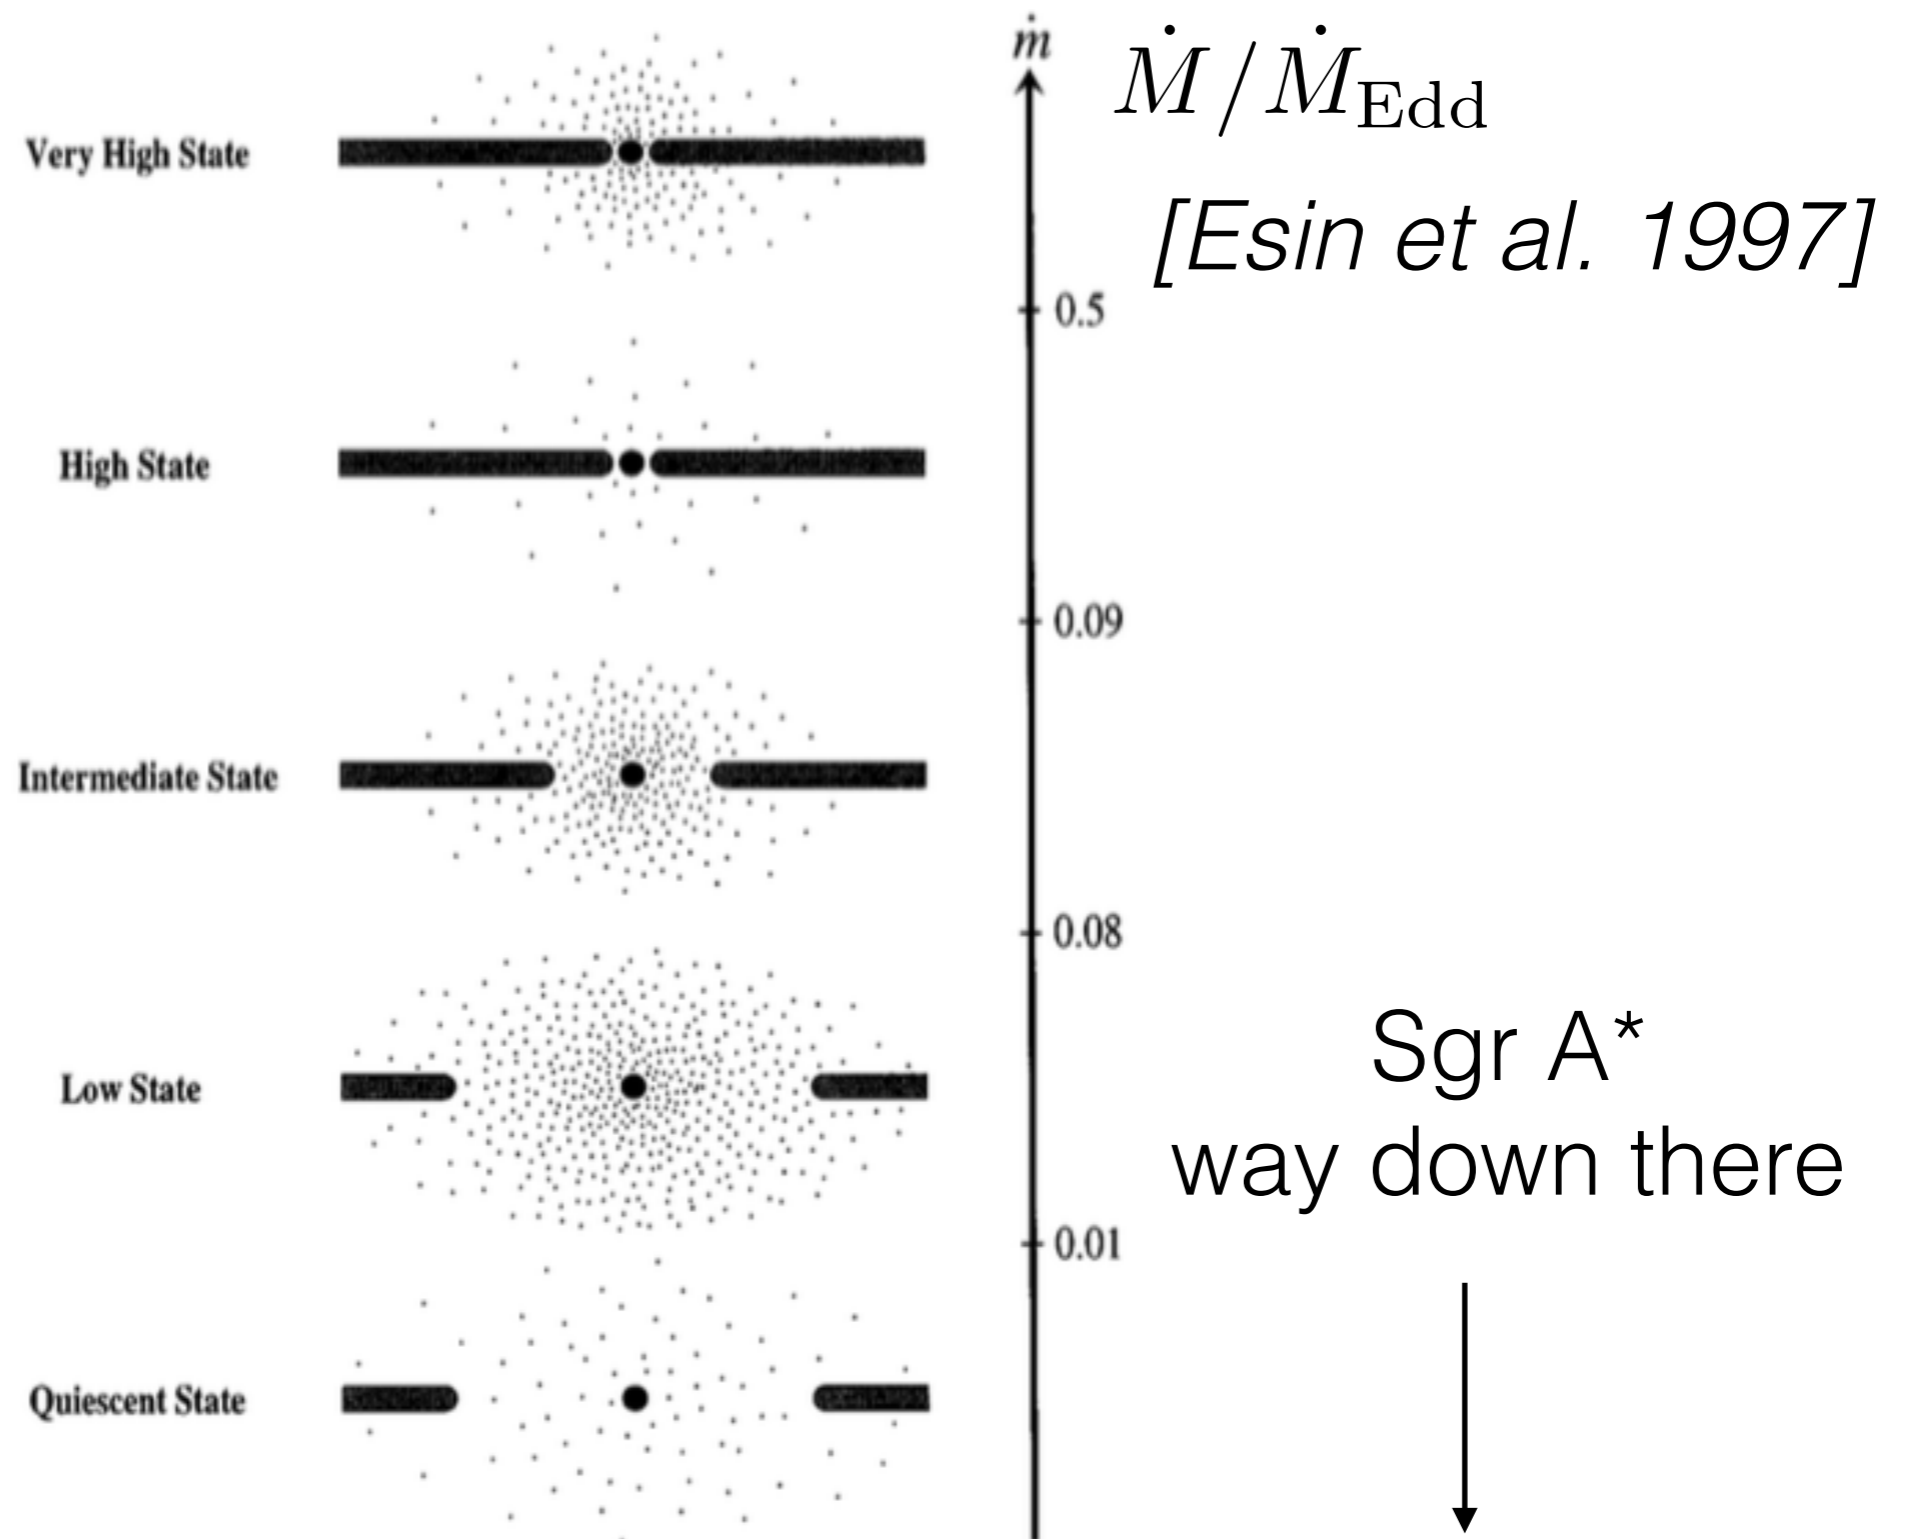 ṁ
Ṁ/Ṁ_Edd
Very High State
[Esin et al. 1997]
0.5
High State
0.09
Intermediate State
0.08
Sgr A*
Low State
way down there
0.01
Quiescent State